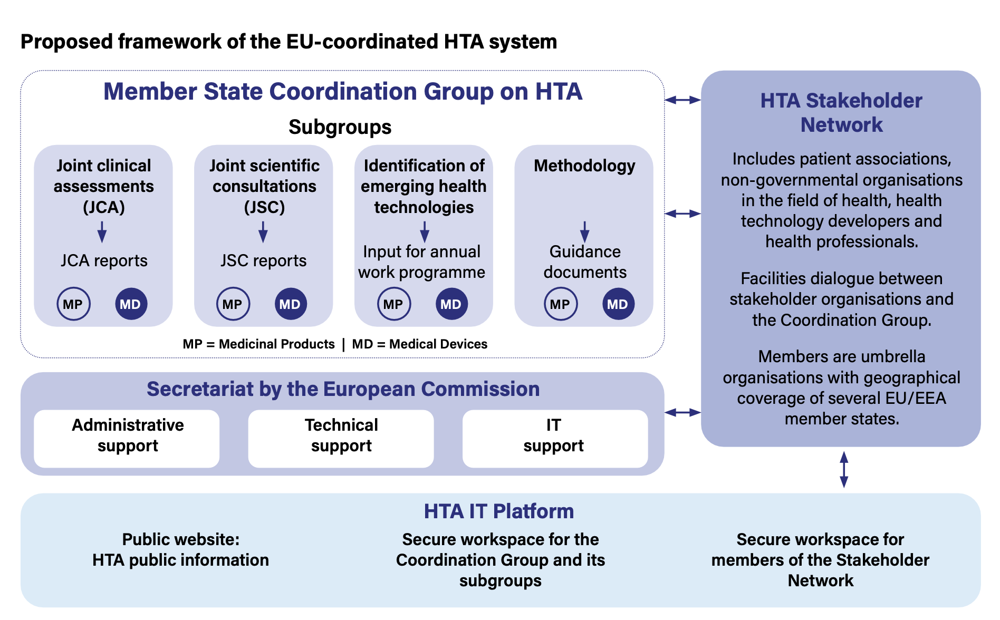 Proposed framework of the EU-coordinated HTA system
Member State Coordination Group on HTA
Subgroups
Joint clinical
assessments
(JCA)
JCA reports
MP MD
Joint scientific
consultations
(JSC)
JSC reports
MP MD
Identification of
emerging health
technologies
Input for annual
work programme
MP MD
Methodology
Guidance
documents
MP MD
MP = Medicinal Products | MD = Medical Devices
HTA Stakeholder
Network
Includes patient associations,
non-governmental organisations
in the field of health, health
technology developers and
health professionals.
Facilities dialogue between
stakeholder organisations and
the Coordination Group.
Members are umbrella
organisations with geographical
coverage of several EU/EEA
member states.
Secretariat by the European Commission
Administrative
support
Technical
support
IT
support
HTA IT Platform
Public website:
HTA public information
Secure workspace for the
Coordination Group and its
subgroups
Secure workspace for
members of the Stakeholder
Network